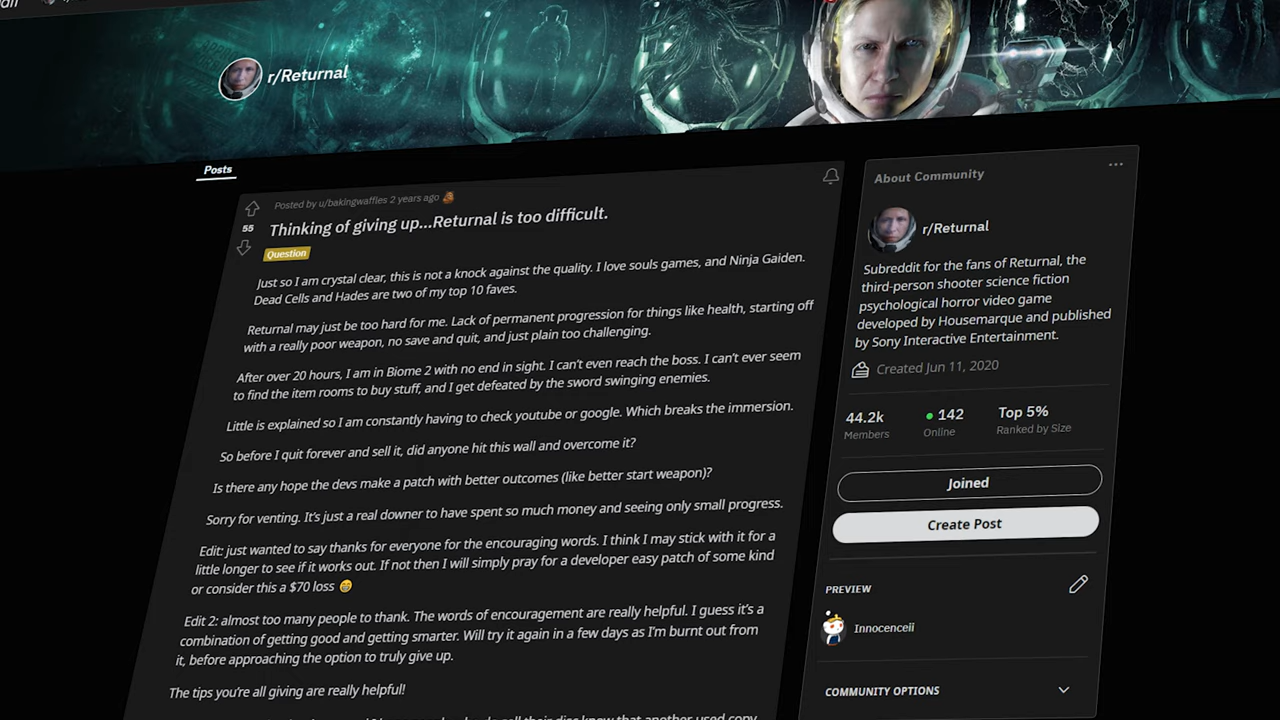 r/Returnal
Posts
Posted by u/bakingwaffles 2 years ago
55
Thinking of giving up...Returnal is too difficult.
Question
Just so I am crystal clear, this is not a knock against the quality. I love souls games, and Ninja Gaiden.
Dead Cells and Hades are two of my top 10 faves.
Returnal may just be too hard for me. Lack of permanent progression for things like health, starting off
with a really poor weapon, no save and quit, and just plain too challenging.
After over 20 hours, I am in Biome 2 with no end in sight. I can't even reach the boss. I can't ever seem
to find the item rooms to buy stuff, and I get defeated by the sword swinging enemies.
Little is explained so I am constantly having to check youtube or google. Which breaks the immersion.
So before I quit forever and sell it, did anyone hit this wall and overcome it?
Is there any hope the devs make a patch with better outcomes (like better start weapon)?
Sorry for venting. It's just a real downer to have spent so much money and seeing only small progress.
Edit: just wanted to say thanks for everyone for the encouraging words. I think I may stick with it for a
little longer to see if it works out. If not then I will simply pray for a developer easy patch of some kind
or consider this a $70 loss 😁
Edit 2: almost too many people to thank. The words of encouragement are really helpful. I guess it's a
combination of getting good and getting smarter. Will try it again in a few days as I'm burnt out from
it, before approaching the option to truly give up.
The tips you're all giving are really helpful!
About Community
r/Returnal
Subreddit for the fans of Returnal, the
third-person shooter science fiction
psychological horror video game
developed by Housemarque and published
by Sony Interactive Entertainment.
Created Jun 11, 2020
44.2k 142 Top 5%
Members Online Ranked by Size
Joined
Create Post
PREVIEW
Innocenceii
COMMUNITY OPTIONS